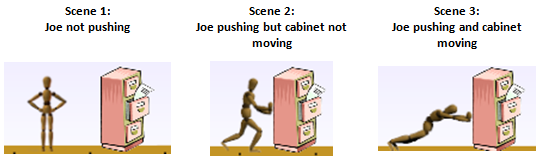 Scene 1:
Joe not pushing
Scene 2:
Joe pushing but cabinet not
moving
Scene 3:
Joe pushing and cabinet
moving